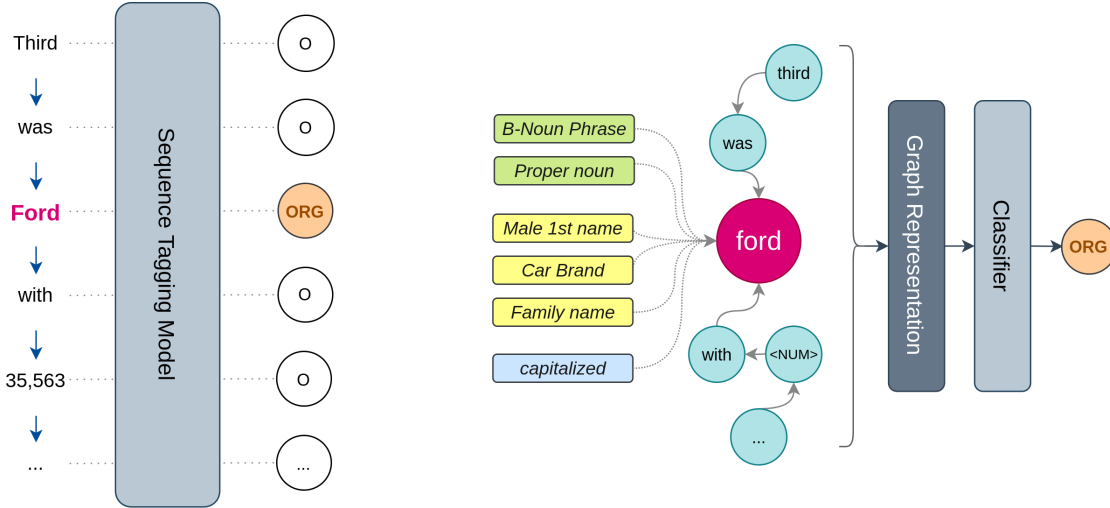 Third
was
Ford
with
35,563
...
Sequence Tagging Model
O
O
ORG
O
O
...
B-Noun Phrase
Proper noun
Male 1st name
Car Brand
Family name
capitalized
third
was
ford
with
<NUM>
...
Graph Representation
Classifier
ORG